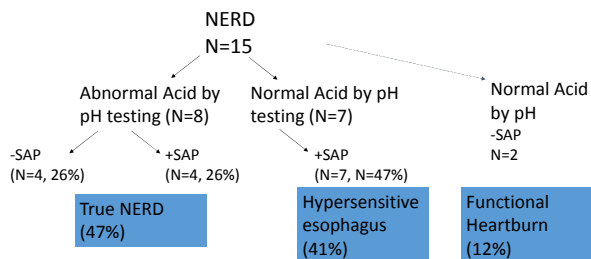 NERD
N=15
Abnormal Acid by
pH testing (N=8)
Normal Acid by pH
testing (N=7)
Normal Acid
by pH
-SAP
N=2
-SAP
(N=4, 26%)
+SAP
(N=4, 26%)
+SAP
(N=7, N=47%)
True NERD
(47%)
Hypersensitive
esophagus
(41%)
Functional
Heartburn
(12%)